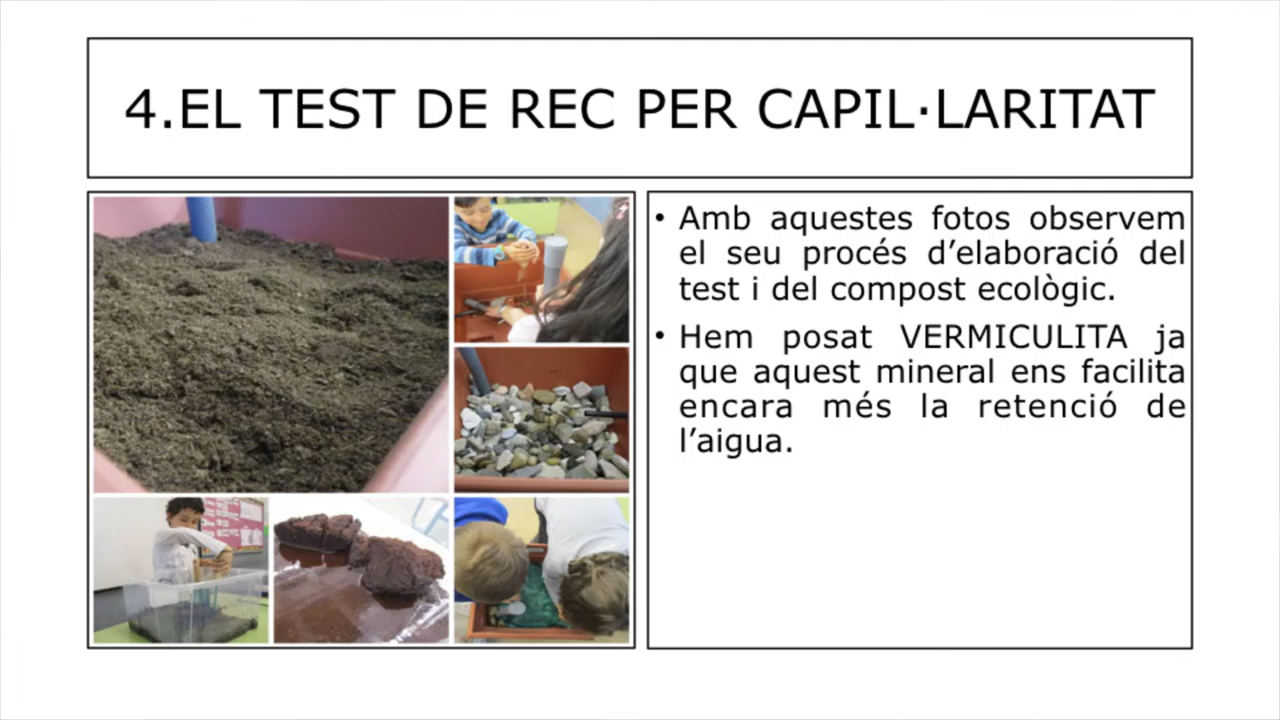 4.EL TEST DE REC PER CAPIL·LARITAT
• Amb aquestes fotos observem
el seu procés d’elaboració del
test i del compost ecològic.
• Hem posat VERMICULITA ja
que aquest mineral ens facilita
encara més la retenció de
l’aigua.